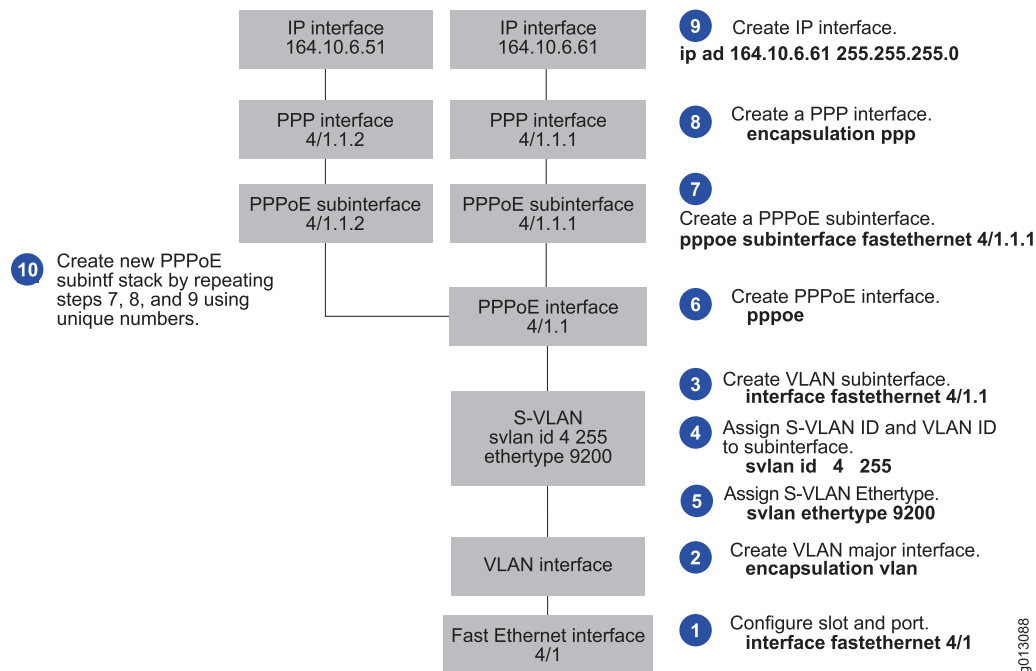 IP interface
164.10.6.51
IP interface
164.10.6.61
9 Create IP interface.
ip ad 164.10.6.61 255.255.255.0
PPP interface
4/1.1.2
PPP interface
4/1.1.1
8 Create a PPP interface.
encapsulation ppp
PPPoE subinterface
4/1.1.2
PPPoE subinterface
4/1.1.1
7
Create a PPPoE subinterface.
pppoe subinterface fastethernet 4/1.1.1
10 Create new PPPoE
subintf stack by repeating
steps 7, 8, and 9 using
unique numbers.
PPPoE interface
4/1.1
6 Create PPPoE interface.
pppoe
S-VLAN
svlan id 4 255
ethertype 9200
3 Create VLAN subinterface.
interface fastethernet 4/1.1
4 Assign S-VLAN ID and VLAN ID
to subinterface.
svlan id 4 255
5 Assign S-VLAN Ethertype.
svlan ethertype 9200
VLAN interface
2 Create VLAN major interface.
encapsulation vlan
Fast Ethernet interface
4/1
1 Configure slot and port.
interface fastethernet 4/1
g013088